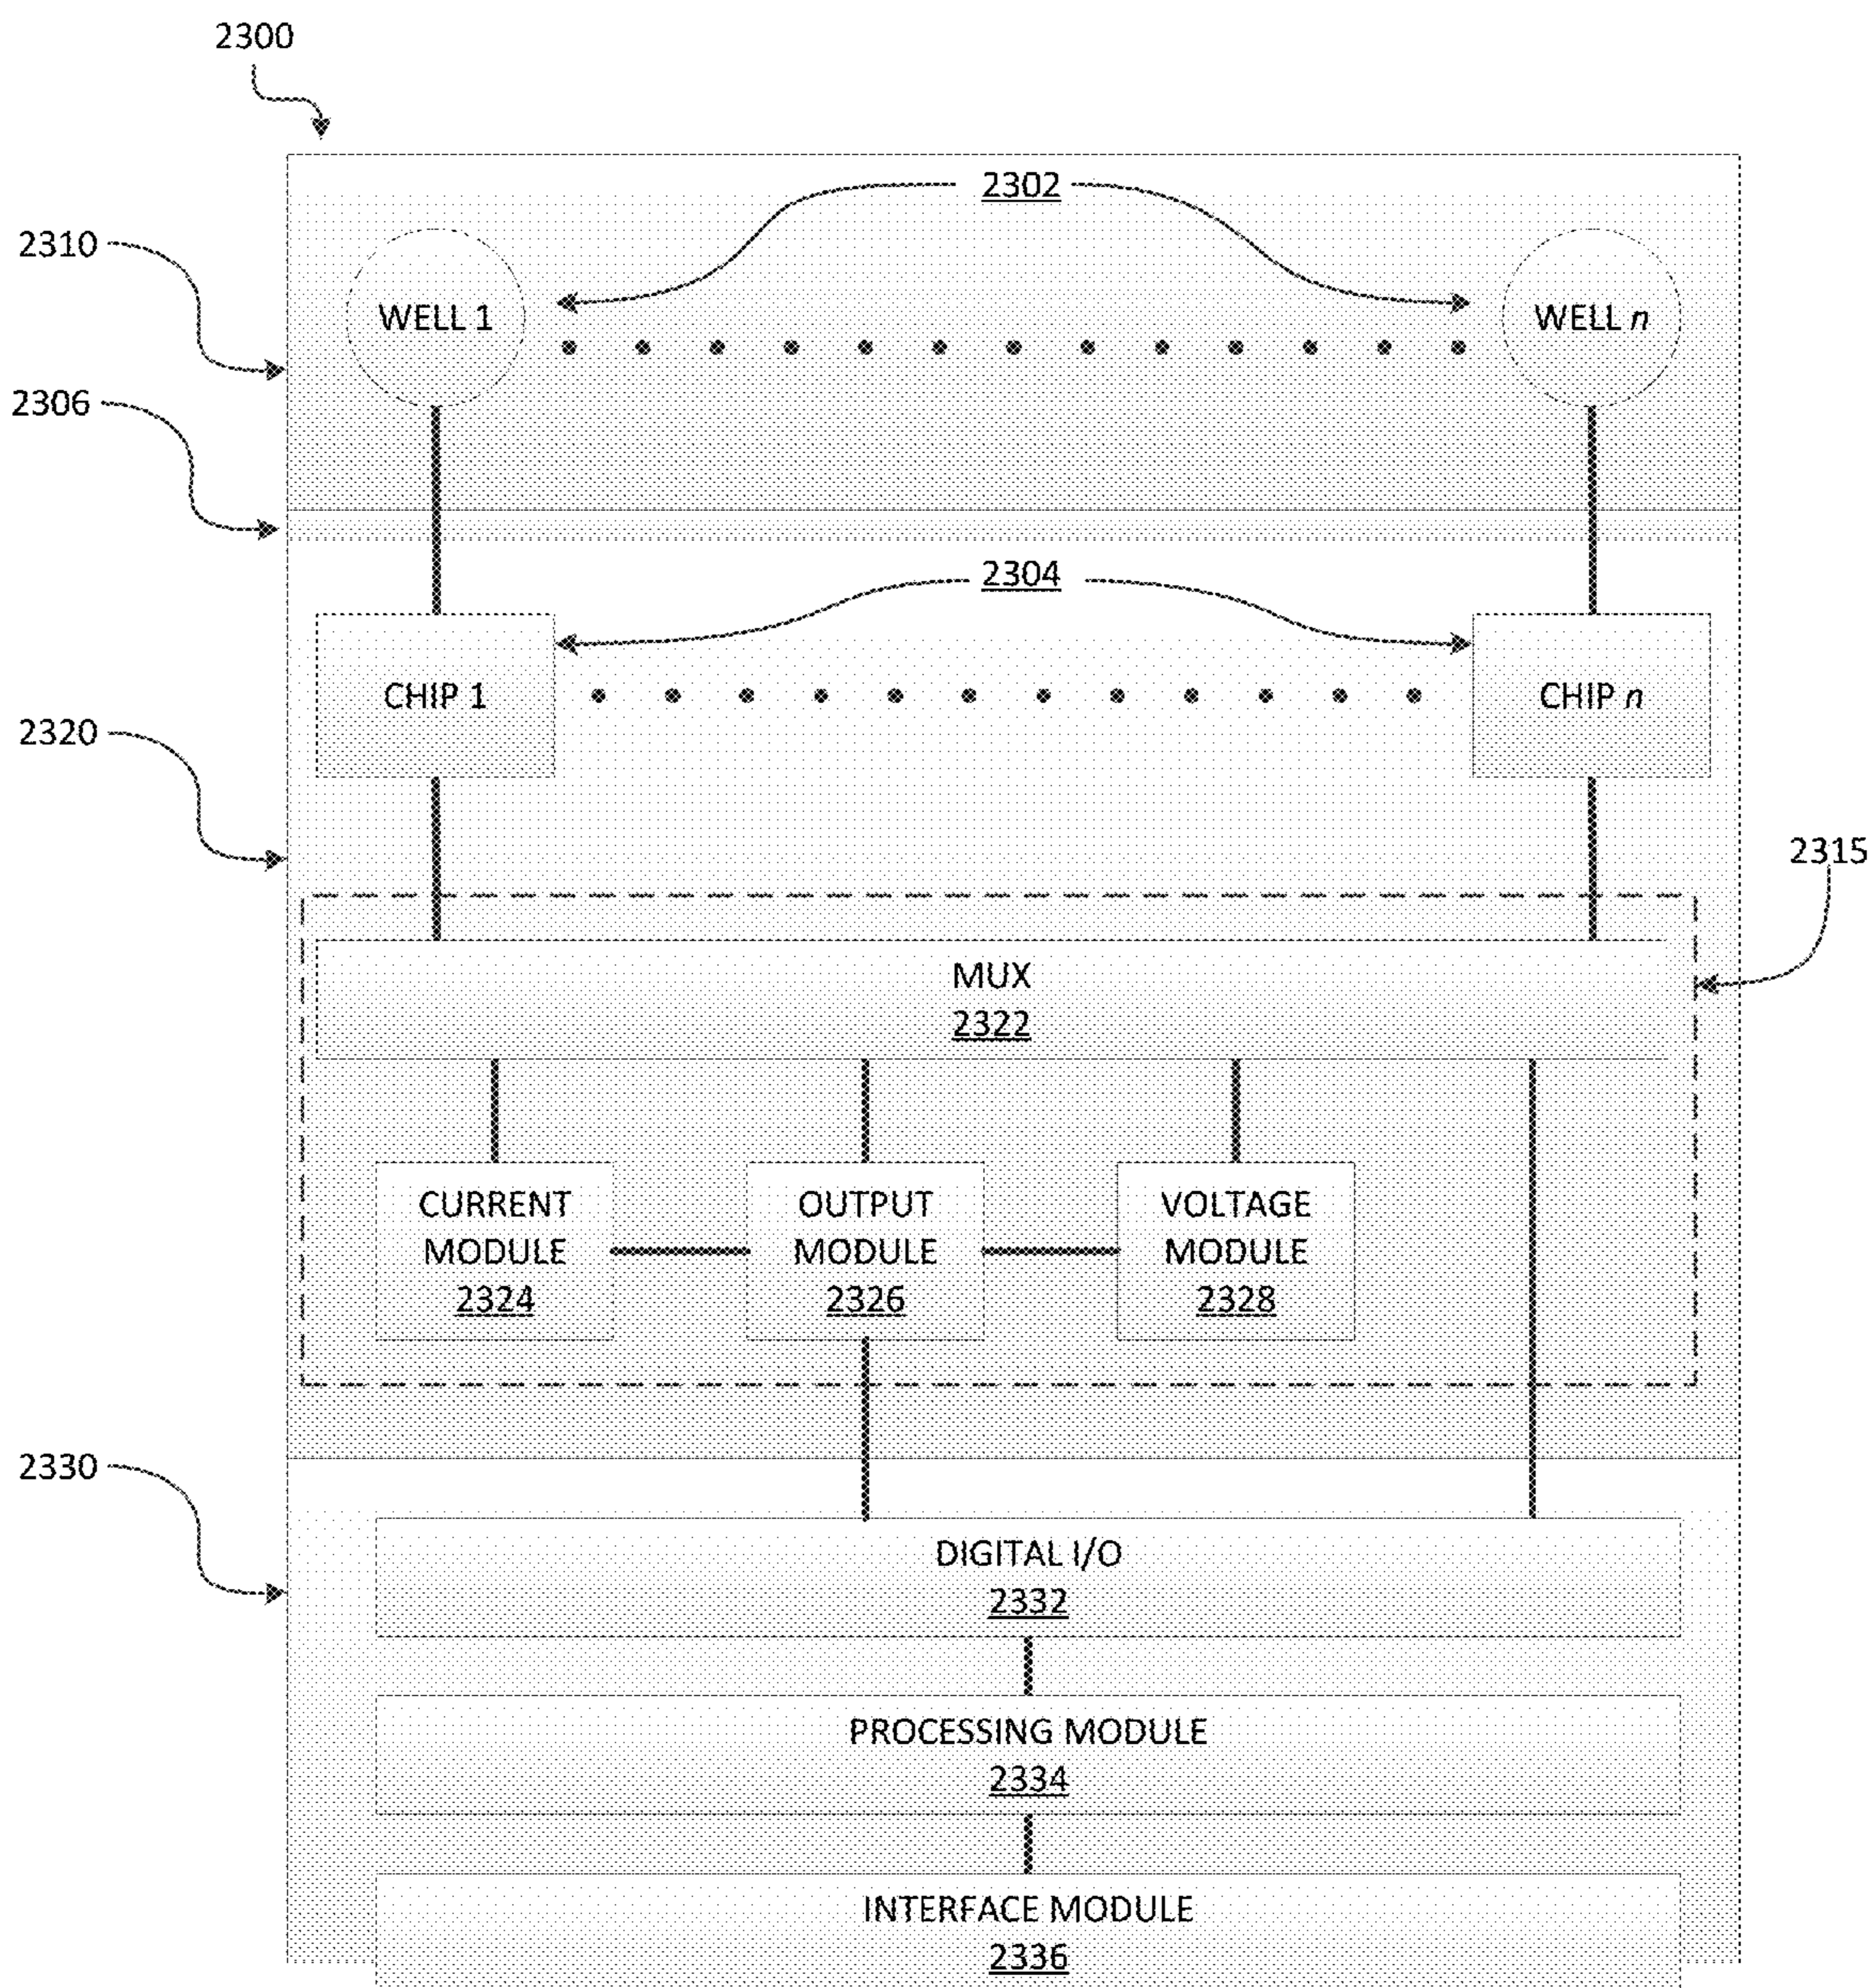 2300
2302
2310
WELL 1
WELL n
2306
2304
CHIP 1
CHIP n
2320
2315
MUX
2322
CURRENT
MODULE
2324
OUTPUT
MODULE
2326
VOLTAGE
MODULE
2328
2330
DIGITAL I/O
2332
PROCESSING MODULE
2334
INTERFACE MODULE
2336